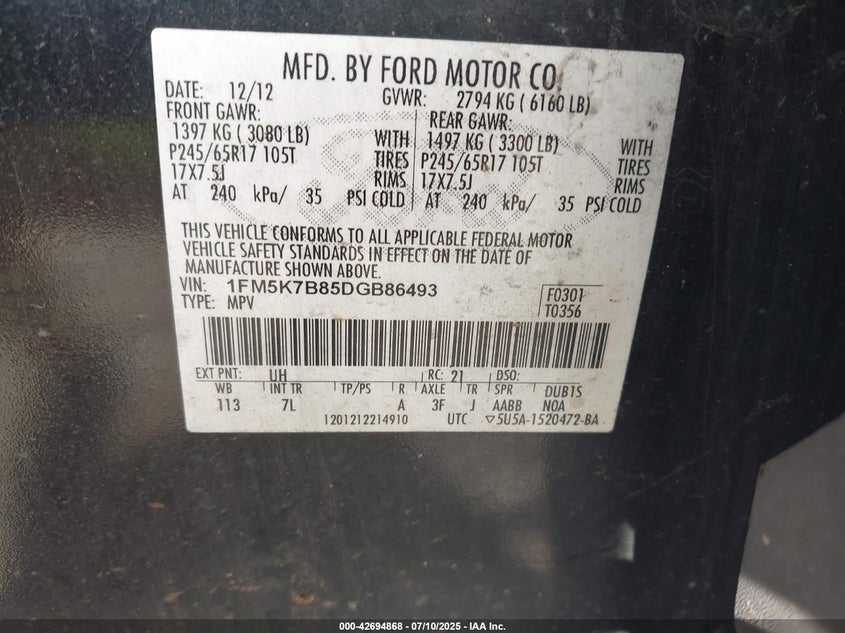 MFD. BY FORD MOTOR CO.
DATE: 12/12 GVWR: 2794 KG ( 6160 LB)
FRONT GAWR: REAR GAWR:
1397 KG ( 3080 LB) WITH 1497 KG ( 3300 LB) WITH
P245/65R17 105T TIRES P245/65R17 105T TIRES
17X7.5J RIMS 17X7.5J RIMS
AT 240 kPa/ 35 PSI COLD AT 240 kPa/ 35 PSI COLD
THIS VEHICLE CONFORMS TO ALL APPLICABLE FEDERAL MOTOR
VEHICLE SAFETY STANDARDS IN EFFECT ON THE DATE OF
MANUFACTURE SHOWN ABOVE.
VIN: 1FM5K7B85DGB86493 F0301
TYPE: MPV T0356
EXT PNT: UH RC: 21 DSO:
WB INT TR TP/PS R AXLE TR SPR DUB1S
113 7L A 3F J AABB N0A
1201212214910 UTC ▽5U5A-1520472-BA
000-42694868 - 07/10/2025 - IAA Inc.